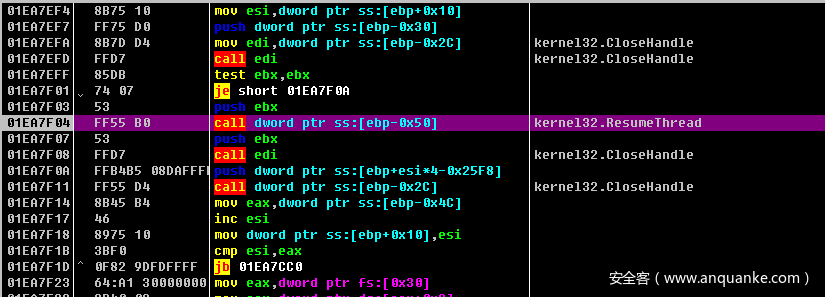 01EA7EF4 8B75 10 mov esi,dword ptr ss:[ebp+0x10]
01EA7EF7 FF75 D0 push dword ptr ss:[ebp-0x30]
01EA7EFA 8B7D D4 mov edi,dword ptr ss:[ebp-0x2C] kernel32.CloseHandle
01EA7EFD FFD7 call edi kernel32.CloseHandle
01EA7EFF 85DB test ebx,ebx
01EA7F01 74 07 je short 01EA7F0A
01EA7F03 53 push ebx
01EA7F04 FF55 B0 call dword ptr ss:[ebp-0x50] kernel32.ResumeThread
01EA7F07 53 push ebx
01EA7F08 FFD7 call edi kernel32.CloseHandle
01EA7F0A FFB4B5 08DAFFFF push dword ptr ss:[ebp+esi*4-0x25F8]
01EA7F11 FF55 D4 call dword ptr ss:[ebp-0x2C] kernel32.CloseHandle
01EA7F14 8B45 B4 mov eax,dword ptr ss:[ebp-0x4C]
01EA7F17 46 inc esi
01EA7F18 8975 10 mov dword ptr ss:[ebp+0x10],esi
01EA7F1B 3BF0 cmp esi,eax
01EA7F1D 0F82 9DFDFFFF jb 01EA7CC0
01EA7F23 64:A1 30000000 mov eax,dword ptr fs:[0x30]
安全客（www.anquanke.com）